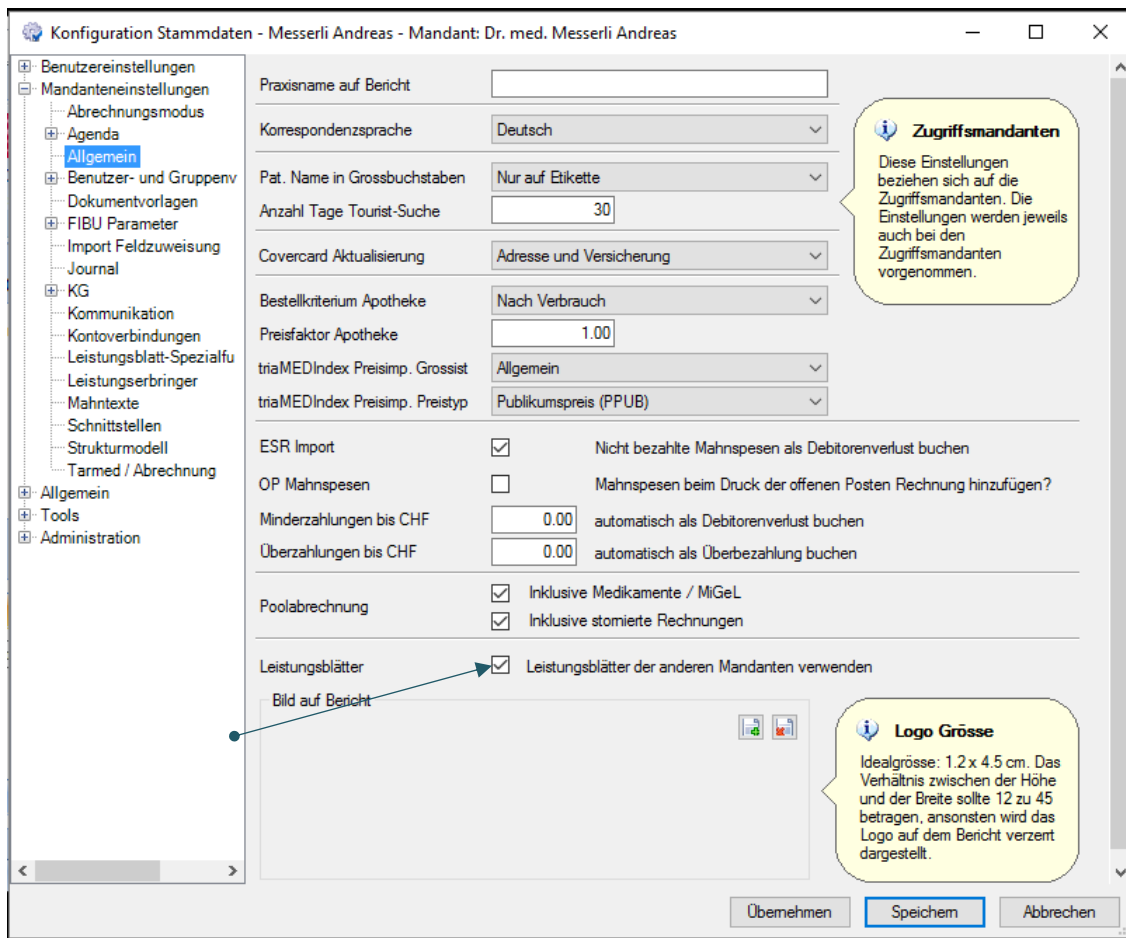 Konfiguration Stammdaten - Messerli Andreas - Mandant: Dr. med. Messerli Andreas
Benutzereinstellungen
Mandanteneinstellungen
Abrechnungsmodus
Agenda
Allgemein
Benutzer- und Gruppenv
Dokumentvorlagen
FIBU Parameter
Import Feldzuweisung
Journal
KG
Kommunikation
Kontoverbindungen
Leistungsblatt-Spezialfu
Leistungserbringer
Mahntexte
Schnittstellen
Strukturmodell
Tarmed / Abrechnung
Allgemein
Tools
Administration
Praxisname auf Bericht
Korrespondenzsprache Deutsch
Pat. Name in Grossbuchstaben Nur auf Etikette
Anzahl Tage Tourist-Suche 30
Covercard Aktualisierung Adresse und Versicherung
Bestellkriterium Apotheke Nach Verbrauch
Preisfaktor Apotheke 1.00
triaMEDIndex Preisimp. Grossist Allgemein
triaMEDIndex Preisimp. Preistyp Publikumspreis (PPUB)
ESR Import Nicht bezahlte Mahnspesen als Debitorenverlust buchen
OP Mahnspesen Mahnspesen beim Druck der offenen Posten Rechnung hinzufügen?
Minderzahlungen bis CHF 0.00 automatisch als Debitorenverlust buchen
Überzahlungen bis CHF 0.00 automatisch als Überbezahlung buchen
Poolabrechnung
Inklusive Medikamente / MiGeL
Inklusive stornierte Rechnungen
Leistungsblätter Leistungsblätter der anderen Mandanten verwenden
Bild auf Bericht
Zugriffsmandanten
Diese Einstellungen
beziehen sich auf die
Zugriffsmandanten. Die
Einstellungen werden jeweils
auch bei den
Zugriffsmandanten
vorgenommen.
Logo Grösse
Idealgrösse: 1.2 x 4.5 cm. Das
Verhältnis zwischen der Höhe
und der Breite sollte 12 zu 45
betragen, ansonsten wird das
Logo auf dem Bericht verzerrt
dargestellt.
Übernehmen Speichern Abbrechen